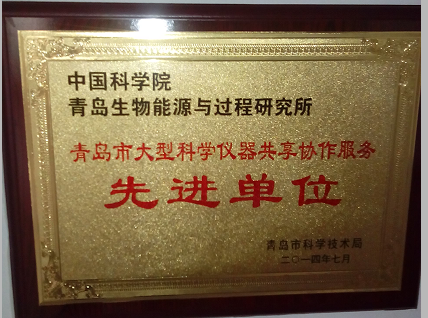 中国科学院
青岛生物能源与过程研究所
青岛市大型科学仪器共享协作服务
先进单位
青岛市科学技术局
二〇一四年七月